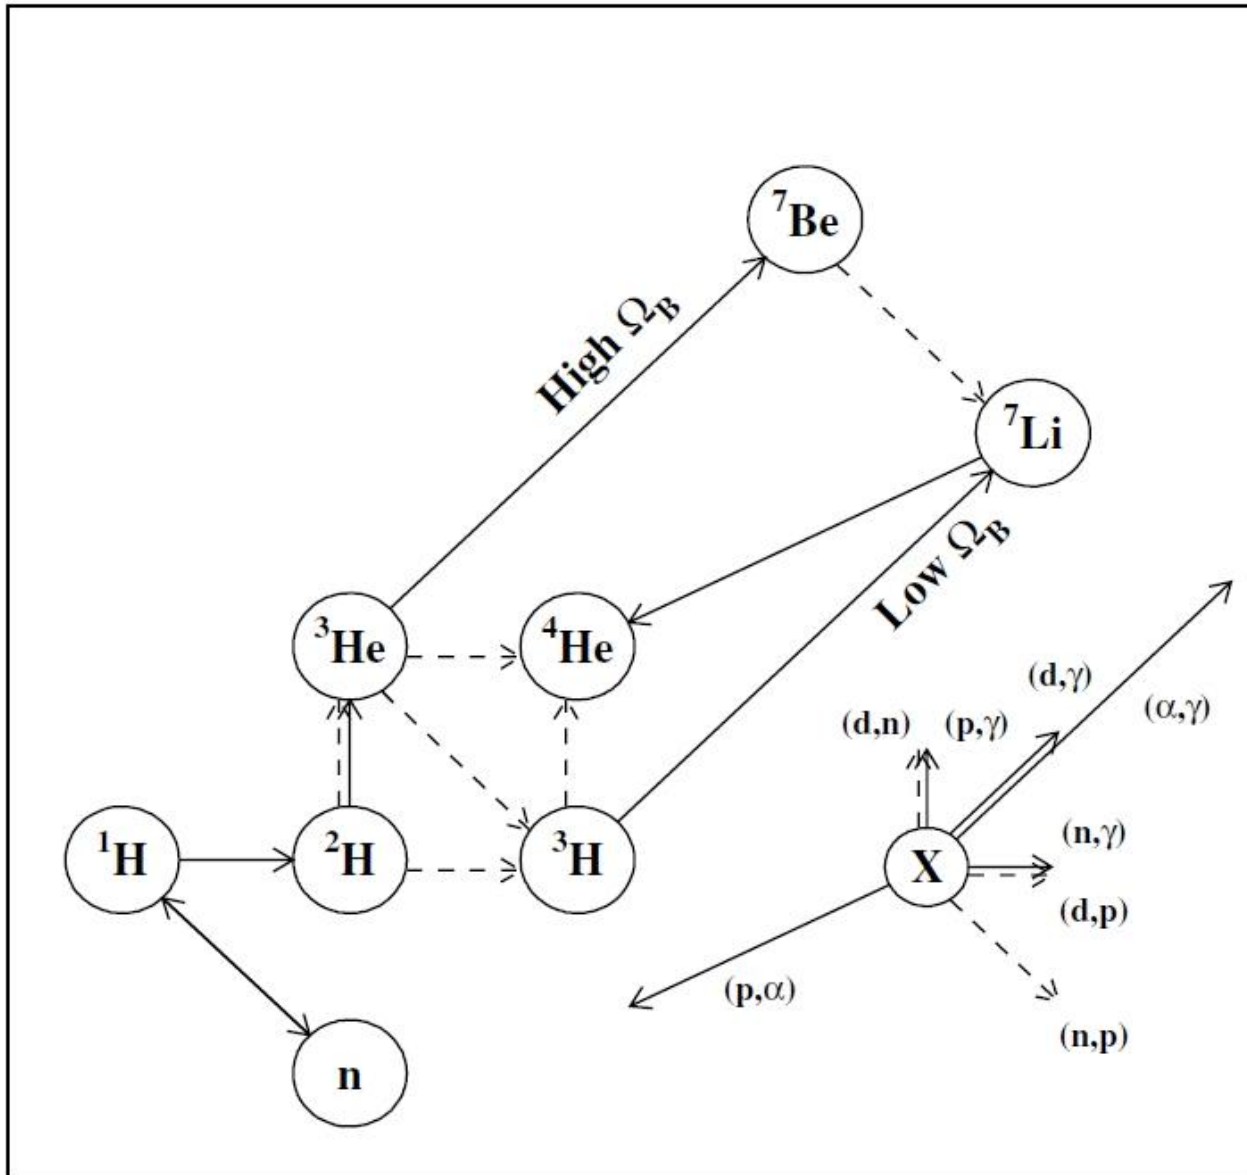 ⁷Be
High Ω_B
⁷Li
Low Ω_B
³He
⁴He
(d,γ)
(α,γ)
(d,n)
(p,γ)
¹H
²H
³H
X
(n,γ)
(d,p)
(p,α)
(n,p)
n